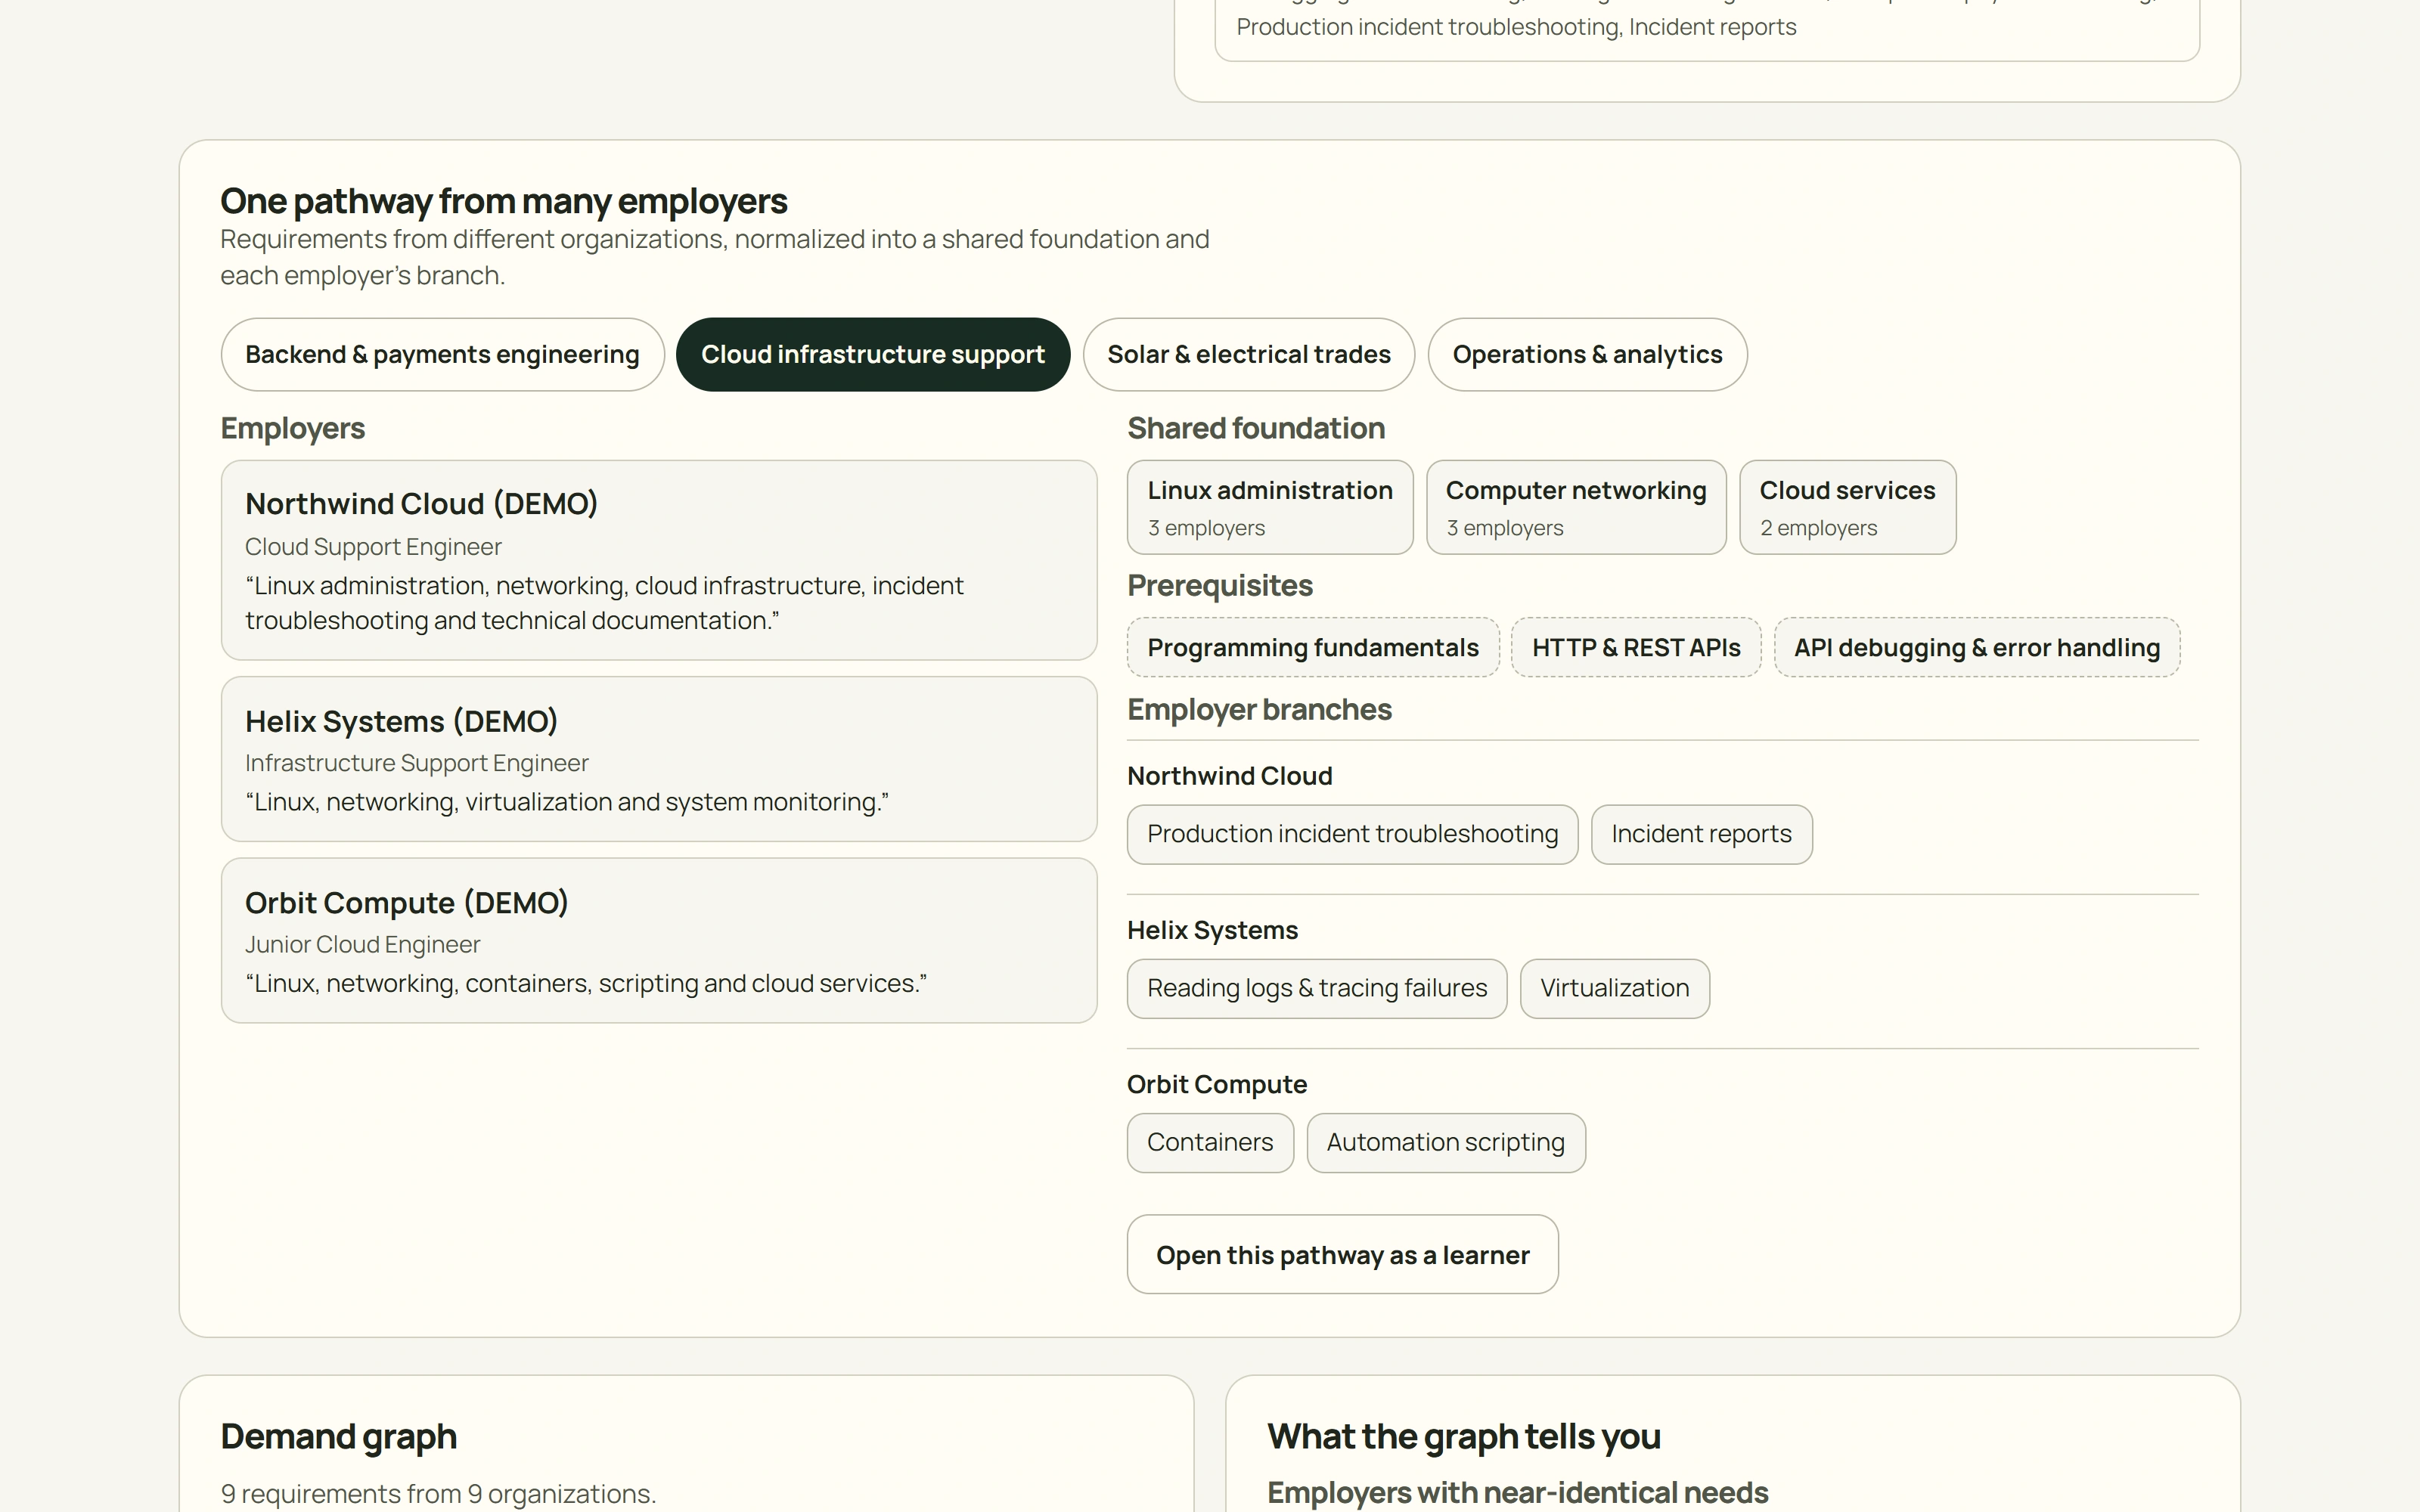 Production incident troubleshooting, Incident reports
One pathway from many employers
Requirements from different organizations, normalized into a shared foundation and
each employer’s branch.
Backend & payments engineering
Cloud infrastructure support
Solar & electrical trades
Operations & analytics
Employers
Northwind Cloud (DEMO)
Cloud Support Engineer
“Linux administration, networking, cloud infrastructure, incident
troubleshooting and technical documentation.”
Helix Systems (DEMO)
Infrastructure Support Engineer
“Linux, networking, virtualization and system monitoring.”
Orbit Compute (DEMO)
Junior Cloud Engineer
“Linux, networking, containers, scripting and cloud services.”
Shared foundation
Linux administration
3 employers
Computer networking
3 employers
Cloud services
2 employers
Prerequisites
Programming fundamentals
HTTP & REST APIs
API debugging & error handling
Employer branches
Northwind Cloud
Production incident troubleshooting
Incident reports
Helix Systems
Reading logs & tracing failures
Virtualization
Orbit Compute
Containers
Automation scripting
Open this pathway as a learner
Demand graph
9 requirements from 9 organizations.
What the graph tells you
Employers with near-identical needs